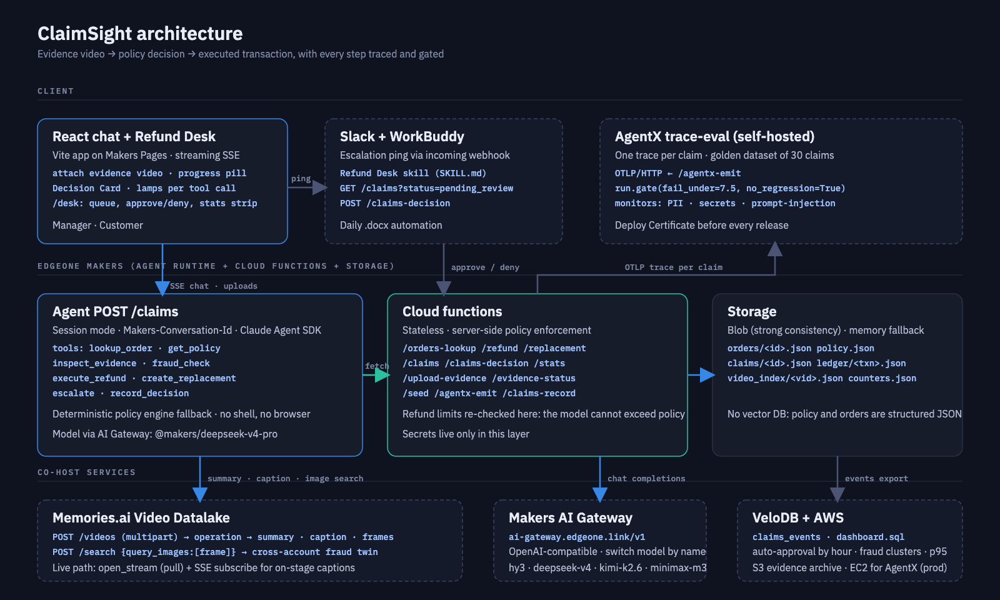 ClaimSight architecture
Evidence video → policy decision → executed transaction, with every step traced and gated
CLIENT
React chat + Refund Desk
Vite app on Makers Pages · streaming SSE
attach evidence video · progress pill
Decision Card · lamps per tool call
/desk: queue, approve/deny, stats strip
Manager · Customer
ping
Slack + WorkBuddy
Escalation ping via incoming webhook
Refund Desk skill (SKILL.md)
GET /claims?status=pending_review
POST /claims-decision
Daily .docx automation
AgentX trace-eval (self-hosted)
One trace per claim · golden dataset of 30 claims
OTLP/HTTP ← /agentx-emit
run.gate(fail_under=7.5, no_regression=True)
monitors: PII · secrets · prompt-injection
Deploy Certificate before every release
EDGEONE MAKERS (AGENT RUNTIME + CLOUD FUNCTIONS + STORAGE)
approve / deny
OTLP trace per claim
SSE chat · uploads
Agent POST /claims
Session mode · Makers-Conversation-Id · Claude Agent SDK
tools: lookup_order · get_policy
inspect_evidence · fraud_check
execute_refund · create_replacement
escalate · record_decision
Deterministic policy engine fallback · no shell, no browser
Model via AI Gateway: @makers/deepseek-v4-pro
fetch
Cloud functions
Stateless · server-side policy enforcement
/orders-lookup /refund /replacement
/claims /claims-decision /stats
/upload-evidence /evidence-status
/seed /agentx-emit /claims-record
Refund limits re-checked here: the model cannot exceed policy
Secrets live only in this layer
Storage
Blob (strong consistency) · memory fallback
orders/<id>.json policy.json
claims/<id>.json ledger/<txn>.json
video_index/<vid>.json counters.json
No vector DB: policy and orders are structured JSON
CO-HOST SERVICES
summary · caption · image search
chat completions
events export
Memories.ai Video Datalake
POST /videos (multipart) → operation → summary · caption · frames
POST /search {query_images:[frame]} → cross-account fraud twin
Live path: open_stream (pull) + SSE subscribe for on-stage captions
Makers AI Gateway
ai-gateway.edgeone.link/v1
OpenAI-compatible · switch model by name
hy3 · deepseek-v4 · kimi-k2.6 · minimax-m3
VeloDB + AWS
claims_events · dashboard.sql
auto-approval by hour · fraud clusters · p95
S3 evidence archive · EC2 for AgentX (prod)